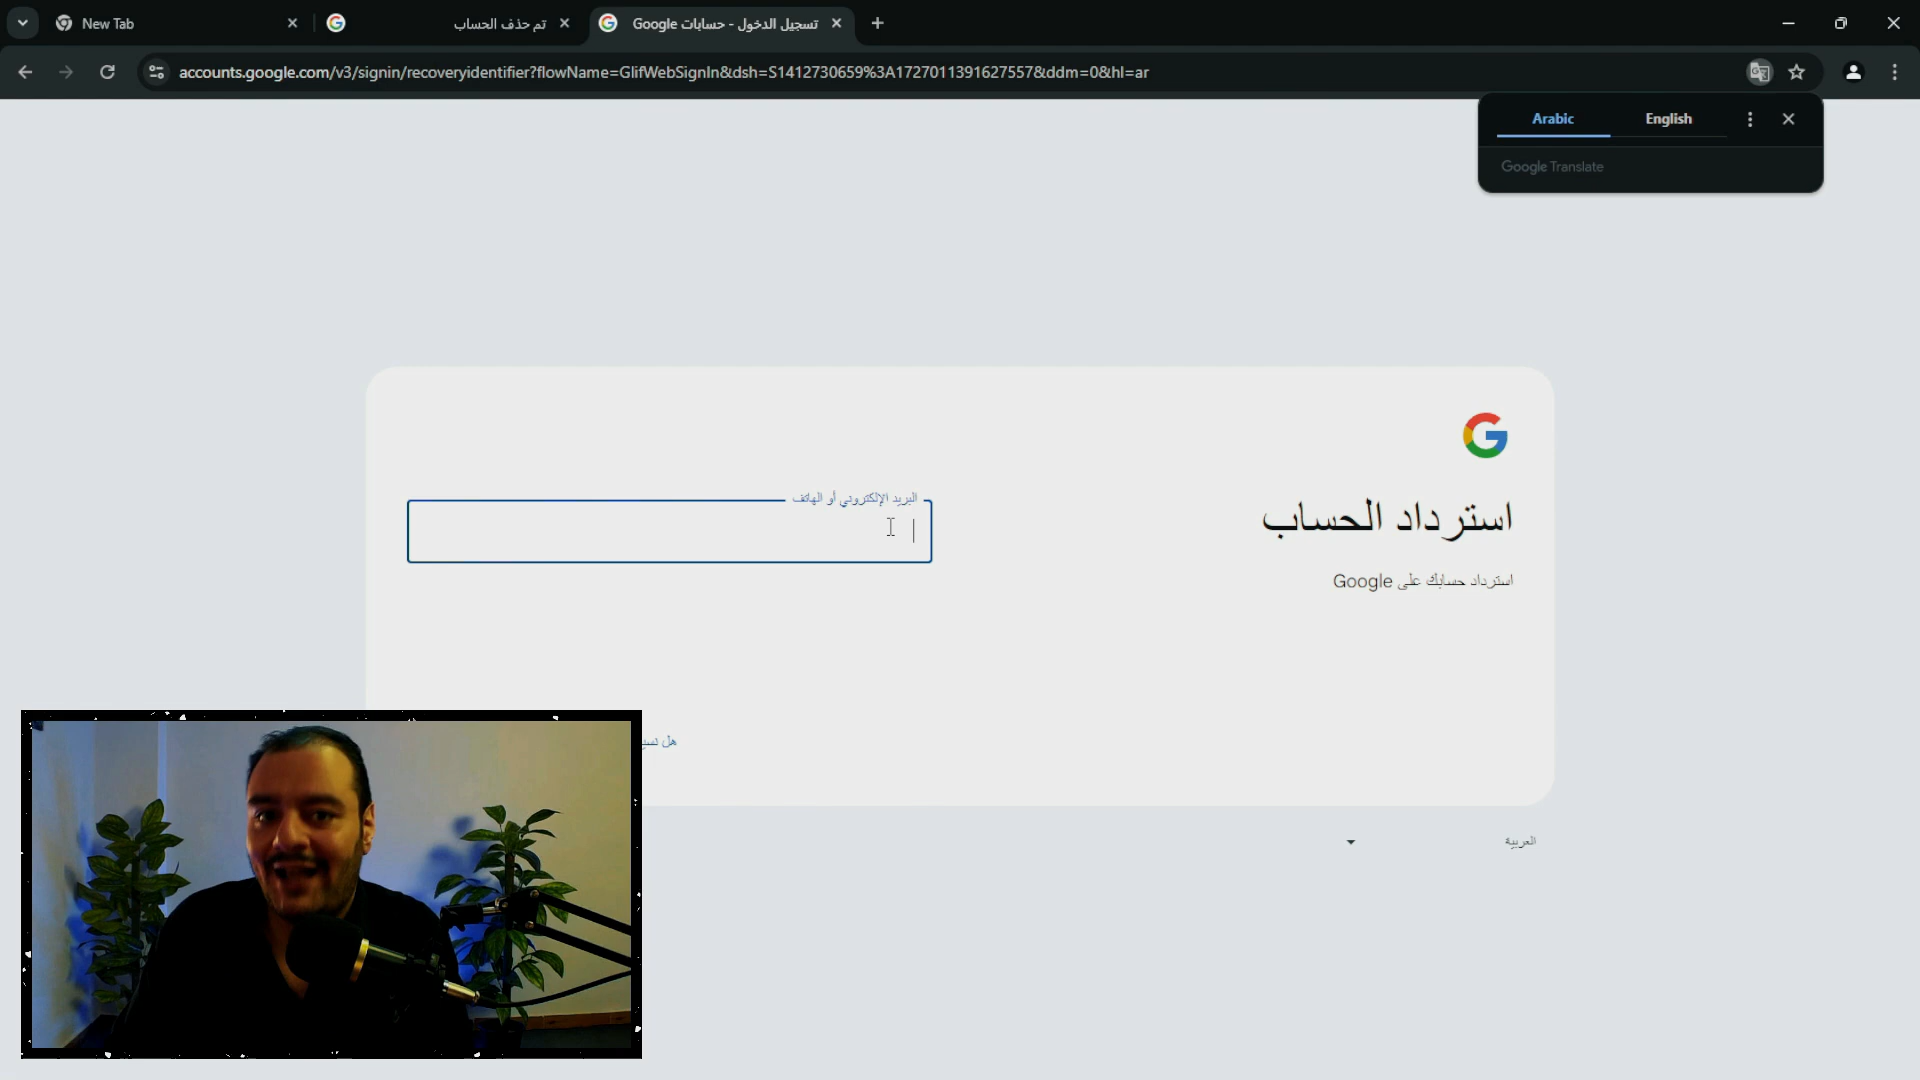 New Tab
تم حذف الحساب
تسجيل الدخول - حسابات Google
accounts.google.com/v3/signin/recoveryidentifier?flowName=GlifWebSignIn&dsh=S1412730659%3A1727011391627557&ddm=0&hl=ar
Arabic
English
Google Translate
استرداد الحساب
استرداد حسابك على Google
البريد الإلكتروني أو الهاتف
هل
العربية